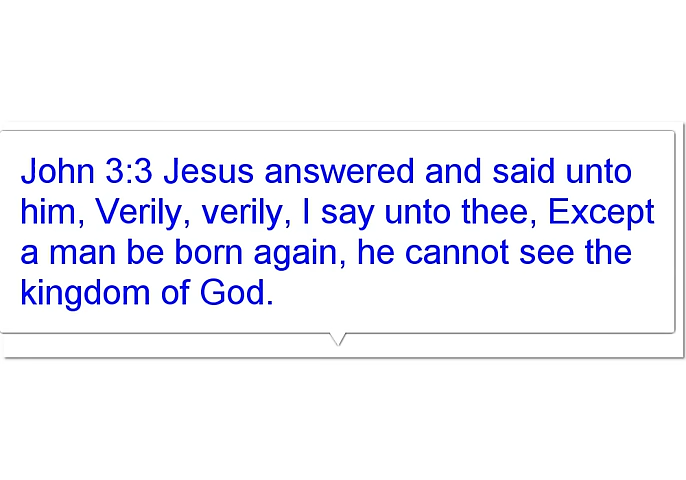 John 3:3 Jesus answered and said unto
him, Verily, verily, I say unto thee, Except
a man be born again, he cannot see the
kingdom of God.